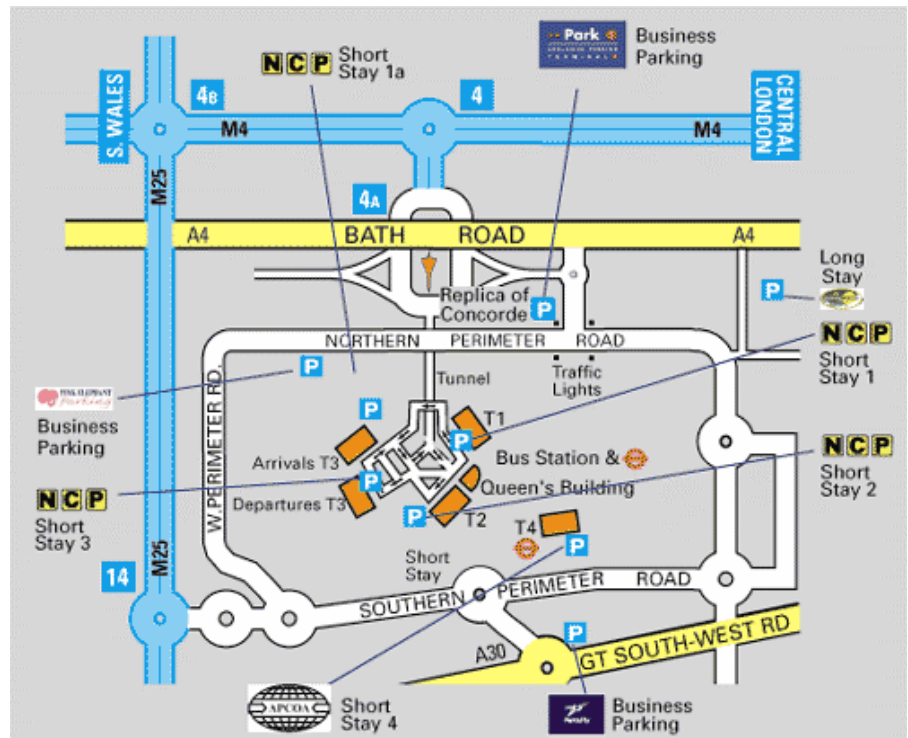 Park
Business
Parking
NCP
Short
Stay 1a
4B
4
S. WALES
M4
M4
CENTRAL
LONDON
M25
4A
A4
BATH ROAD
A4
Long
Stay
P
Replica of
Concorde
P
NORTHERN PERIMETER ROAD
NCP
Short
Stay 1
P
Tunnel
Traffic
Lights
Parking
Business
Parking
W.PERIMETER RD.
P
T1
P
Arrivals T3
Bus Station &
Queen's Building
NCP
Short
Stay 2
P
Departures T3
NCP
Short
Stay 3
P
T2
T4
P
M25
14
Short
Stay
SOUTHERN PERIMETER ROAD
P
A30
GT SOUTH-WEST RD
APCOA
Short
Stay 4
Business
Parking